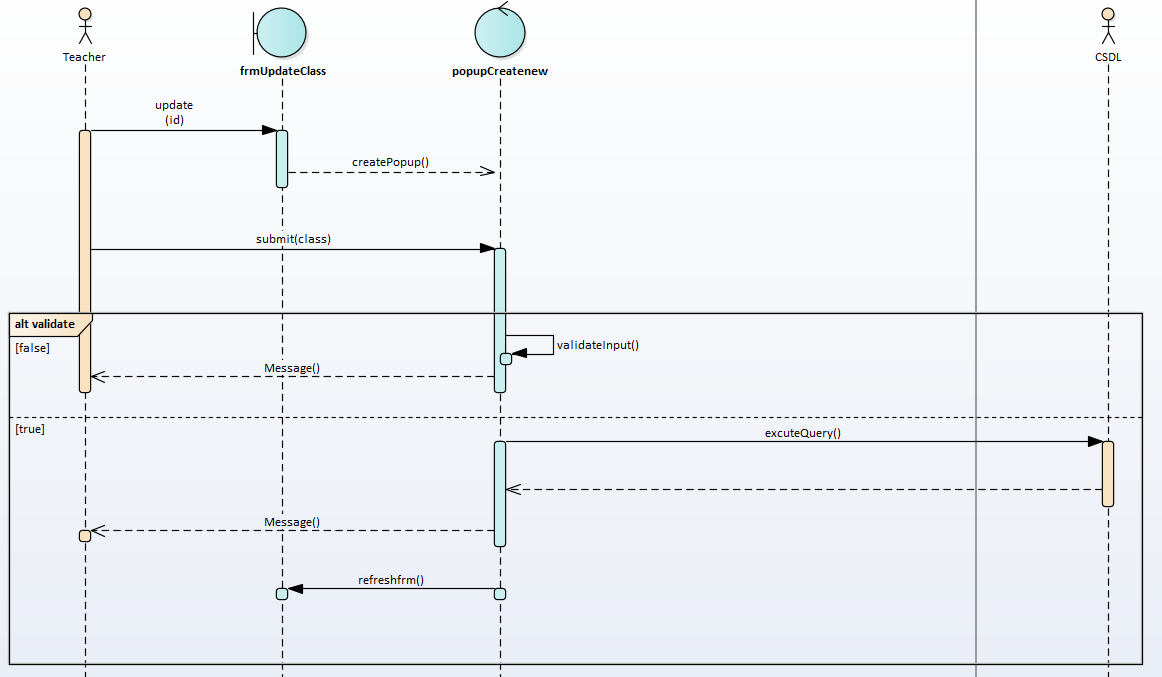 Teacher
frmUpdateClass
popupCreatenew
CSDL
update
(id)
createPopup()
submit(class)
alt validate
[false]
validateInput()
Message()
[true]
excuteQuery()
Message()
refreshfrm()